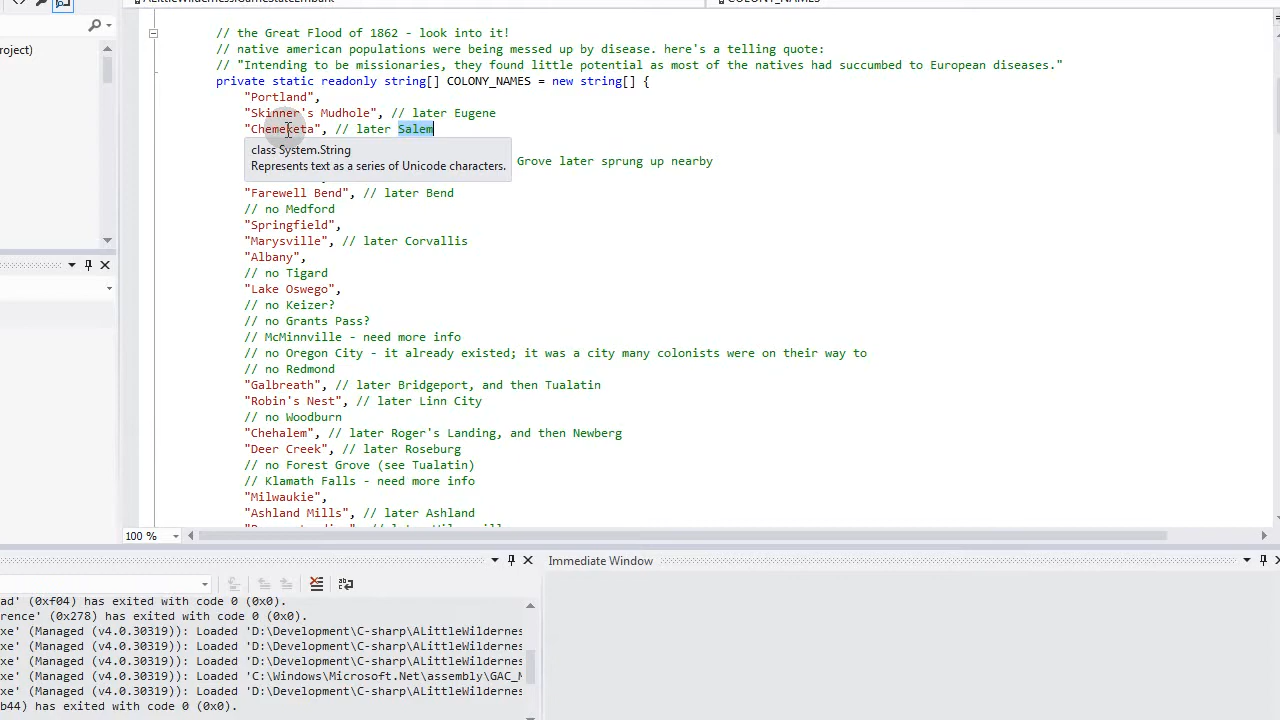 roject)
// the Great Flood of 1862 - look into it!
// native american populations were being messed up by disease. here's a telling quote:
// "Intending to be missionaries, they found little potential as most of the natives had succumbed to European diseases."
private static readonly string[] COLONY_NAMES = new string[] {
"Portland",
"Skinner's Mudhole", // later Eugene
"Chemeketa", // later Salem
class System.String
Represents text as a series of Unicode characters.
Grove later sprung up nearby
"Farewell Bend", // later Bend
// no Medford
"Springfield",
"Marysville", // later Corvallis
"Albany",
// no Tigard
"Lake Oswego",
// no Keizer?
// no Grants Pass?
// McMinnville - need more info
// no Oregon City - it already existed; it was a city many colonists were on their way to
// no Redmond
"Galbreath", // later Bridgeport, and then Tualatin
"Robin's Nest", // later Linn City
// no Woodburn
"Chehalem", // later Roger's Landing, and then Newberg
"Deer Creek", // later Roseburg
// no Forest Grove (see Tualatin)
// Klamath Falls - need more info
"Milwaukie",
"Ashland Mills", // later Ashland
100 %
Immediate Window
ad' (0xf04) has exited with code 0 (0x0).
rence' (0x278) has exited with code 0 (0x0).
xe' (Managed (v4.0.30319)): Loaded 'D:\Development\C-sharp\ALittleWildernes
xe' (Managed (v4.0.30319)): Loaded 'D:\Development\C-sharp\ALittleWildernes
xe' (Managed (v4.0.30319)): Loaded 'D:\Development\C-sharp\ALittleWildernes
xe' (Managed (v4.0.30319)): Loaded 'C:\Windows\Microsoft.Net\assembly\GAC_M
xe' (Managed (v4.0.30319)): Loaded 'D:\Development\C-sharp\ALittleWildernes
b44) has exited with code 0 (0x0).